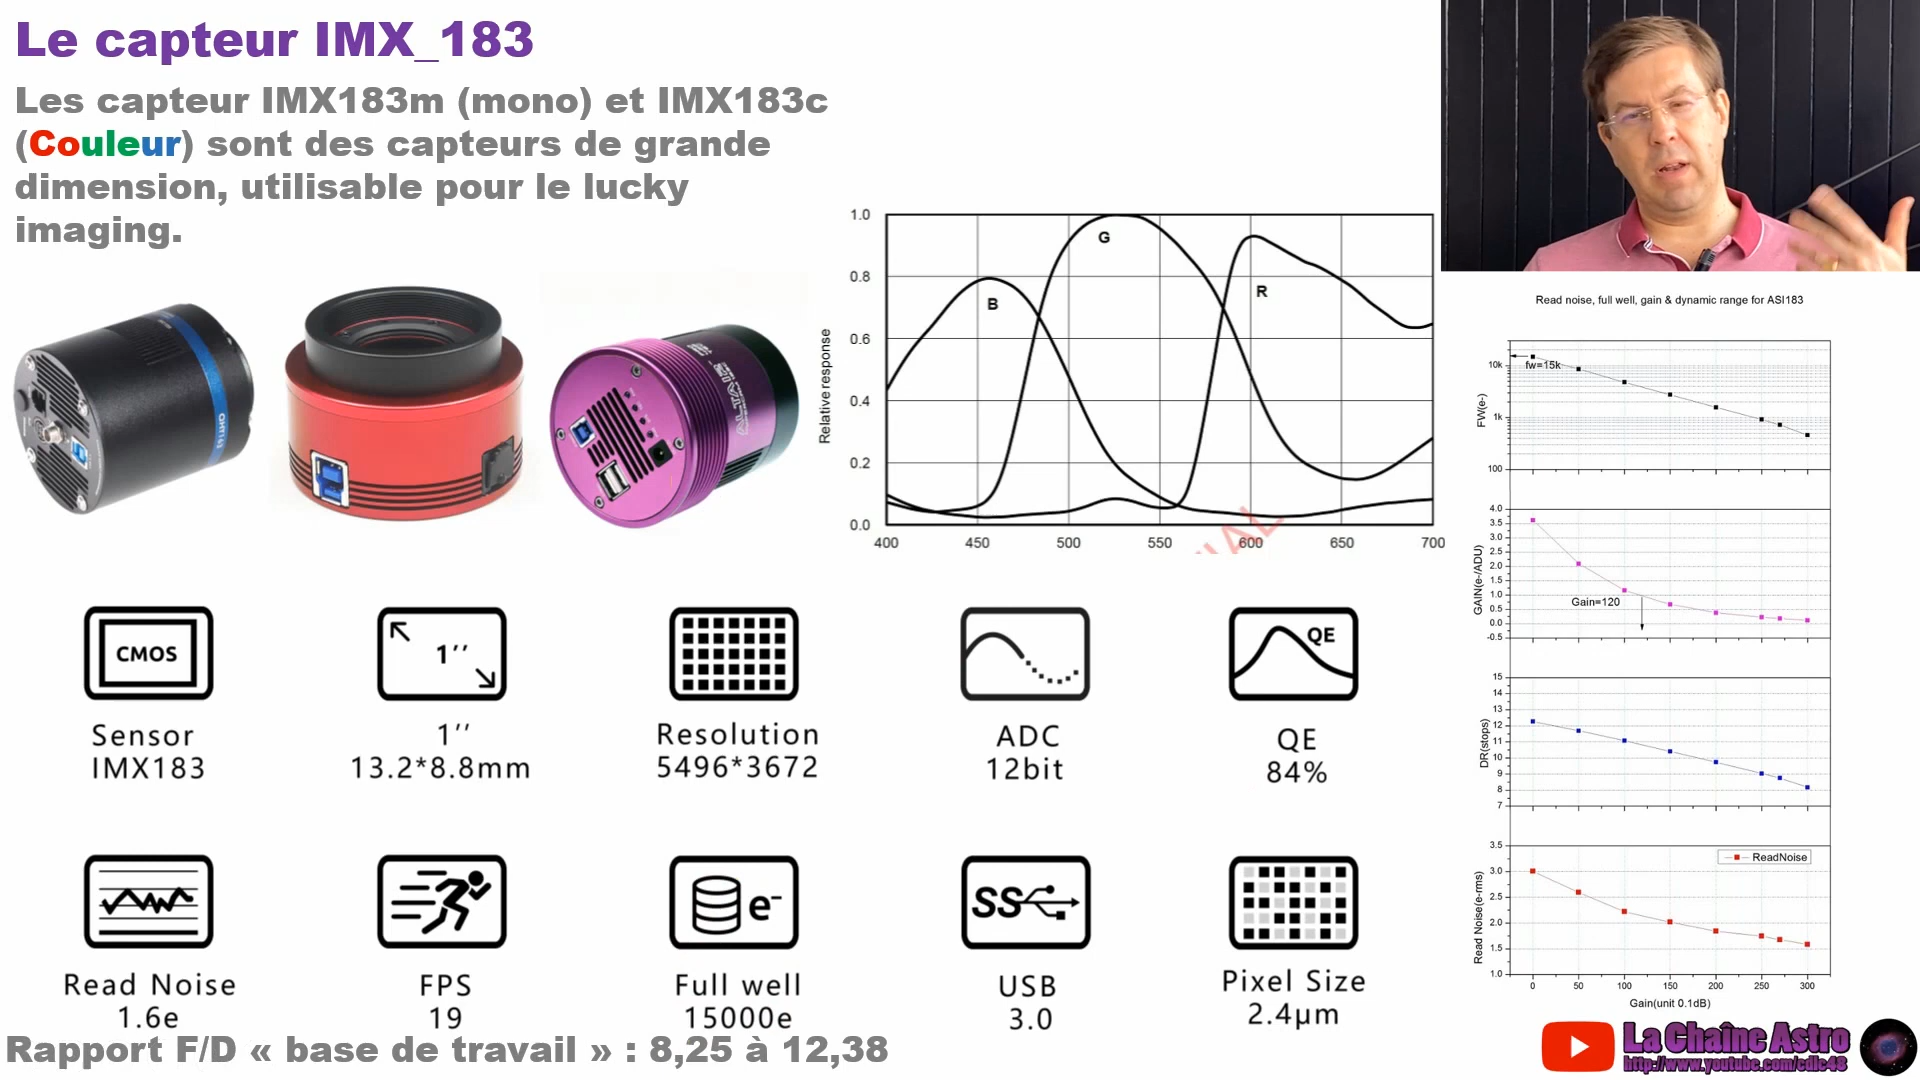 Le capteur IMX_183
Les capteur IMX183m (mono) et IMX183c
(Couleur) sont des capteurs de grande
dimension, utilisable pour le lucky
imaging.
QHY183
ALTAIR
Relative response
1.0
0.8
0.6
0.4
0.2
0.0
B
G
R
400 450 500 550 600 650 700
IAL
CMOS
Sensor
IMX183
1’’
1’’
13.2*8.8mm
Resolution
5496*3672
ADC
12bit
QE
QE
84%
Read Noise
1.6e
FPS
19
e-
Full well
15000e
SS
USB
3.0
Pixel Size
2.4μm
Rapport F/D « base de travail » : 8,25 à 12,38
Read noise, full well, gain & dynamic range for ASI183
FW(e-)
10k
1k
100
fw=15k
GAIN(e-/ADU)
4.0
3.5
3.0
2.5
2.0
1.5
1.0
0.5
0.0
-0.5
Gain=120
DR(stops)
15
14
13
12
11
10
9
8
7
Read Noise(e-rms)
3.5
3.0
2.5
2.0
1.5
1.0
ReadNoise
0 50 100 150 200 250 300
Gain(unit 0.1dB)
La Chaîne Astro
http://www.youtube.com/cdlc48